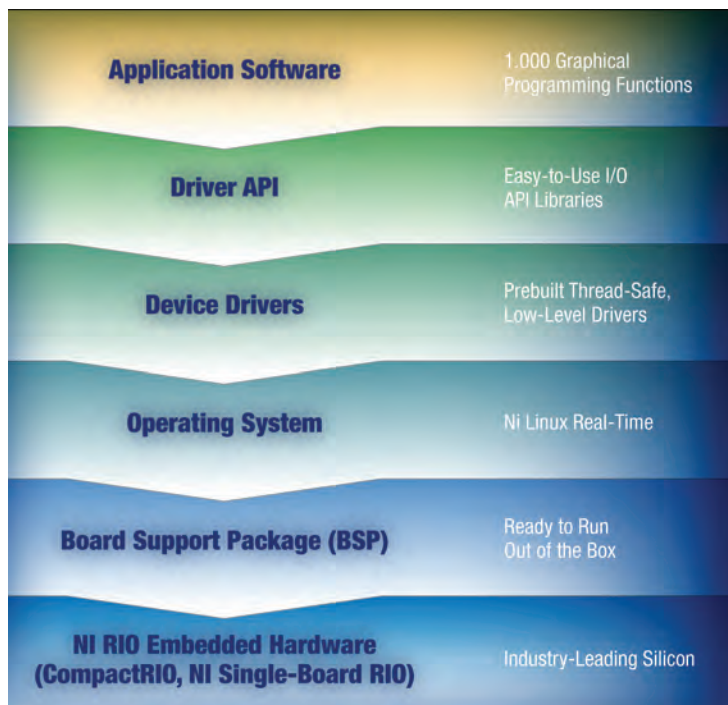 Application Software
1.000 Graphical
Programming Functions
Driver API
Easy-to-Use I/O
API Libraries
Device Drivers
Prebuilt Thread-Safe,
Low-Level Drivers
Operating System
Ni Linux Real-Time
Board Support Package (BSP)
Ready to Run
Out of the Box
NI RIO Embedded Hardware
(CompactRIO, NI Single-Board RIO)
Industry-Leading Silicon